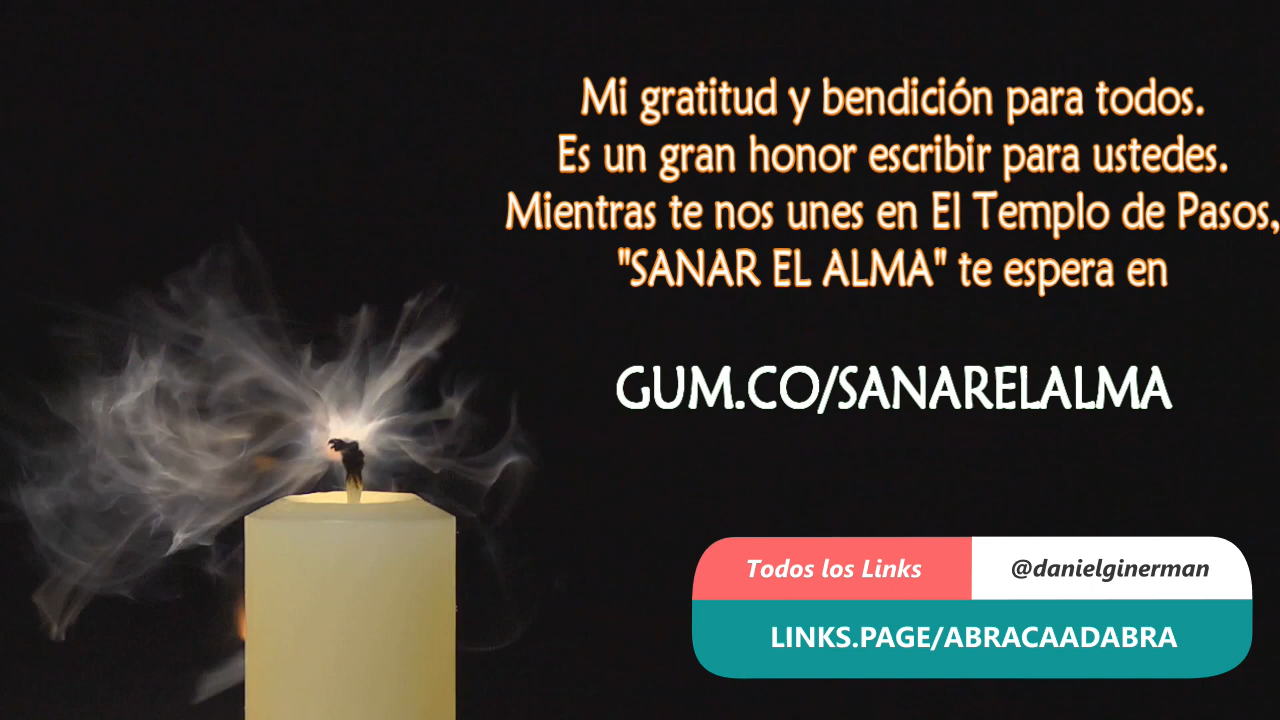 Mi gratitud y bendición para todos.
Es un gran honor escribir para ustedes.
Mientras te nos unes en El Templo de Pasos,
"SANAR EL ALMA" te espera en
GUM.CO/SANARELALMA
Todos los Links
@danielginerman
LINKS.PAGE/ABRACAADABRA